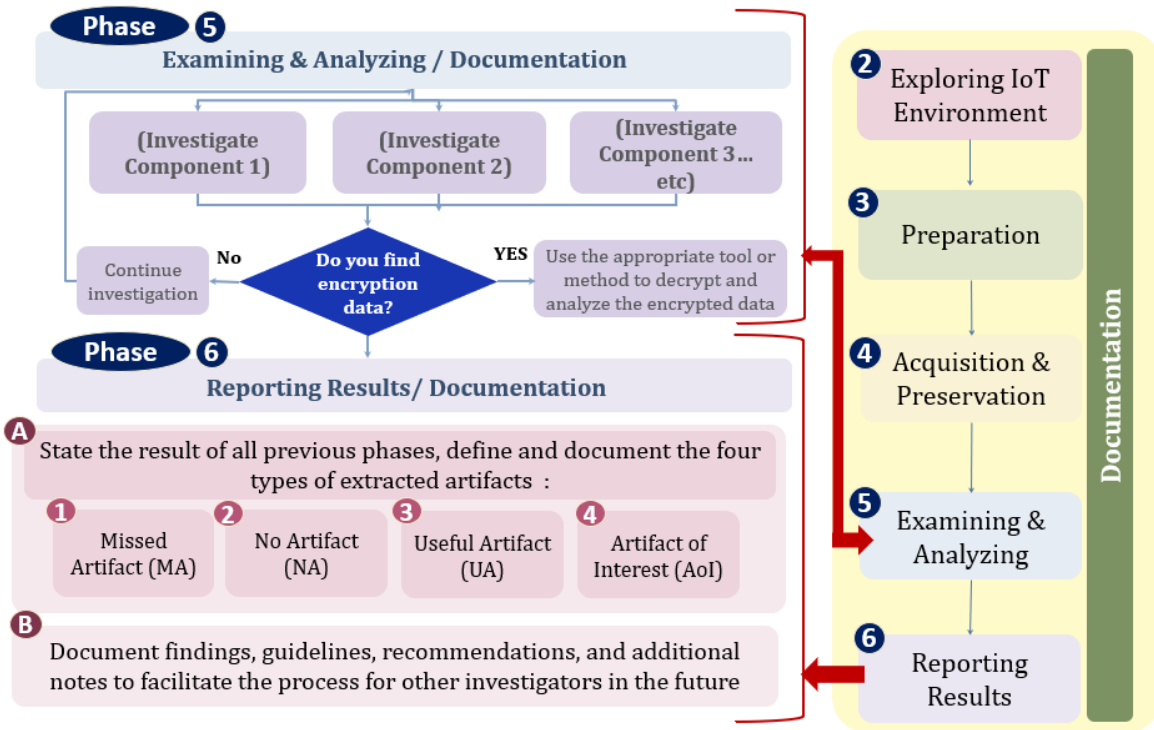 Phase 5
Examining & Analyzing / Documentation
(Investigate
Component 1)
(Investigate
Component 2)
(Investigate
Component 3...
etc)
Do you find
encryption
data?
No
Continue
investigation
YES
Use the appropriate tool or
method to decrypt and
analyze the encrypted data
Phase 6
Reporting Results/ Documentation
A
State the result of all previous phases, define and document the four
types of extracted artifacts :
1
Missed
Artifact (MA)
2
No Artifact
(NA)
3
Useful Artifact
(UA)
4
Artifact of
Interest (AoI)
B
Document findings, guidelines, recommendations, and additional
notes to facilitate the process for other investigators in the future
2
Exploring IoT
Environment
3
Preparation
4
Acquisition &
Preservation
5
Examining &
Analyzing
6
Reporting
Results
Documentation